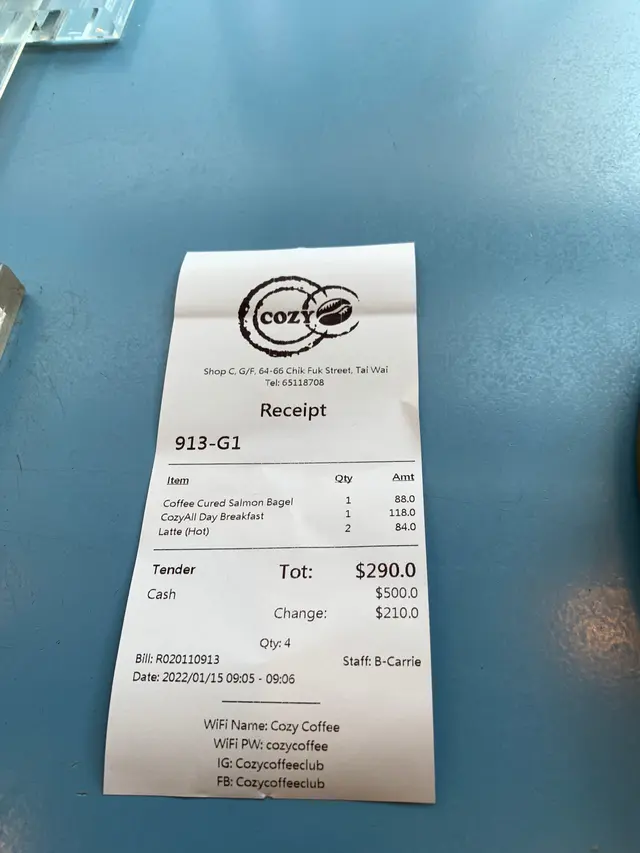 COZY
Shop C, G/F, 64-66 Chik Fuk Street, Tai Wai
Tel: 65118708
Receipt
913-G1
Item Qty Amt
Coffee Cured Salmon Bagel 1 88.0
CozyAll Day Breakfast 1 118.0
Latte (Hot) 2 84.0
Tender Tot: $290.0
Cash $500.0
Change: $210.0
Qty: 4
Bill: R020110913 Staff: B-Carrie
Date: 2022/01/15 09:05 - 09:06
WiFi Name: Cozy Coffee
WiFi PW: cozycoffee
IG: Cozycoffeeclub
FB: Cozycoffeeclub